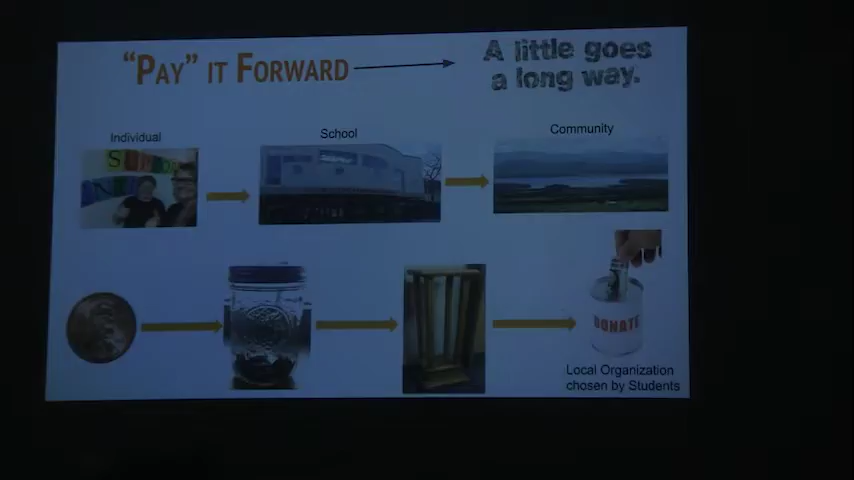 "PAY" IT FORWARD
A little goes
a long way.
Individual
School
Community
DONATE
Local Organization
chosen by Students